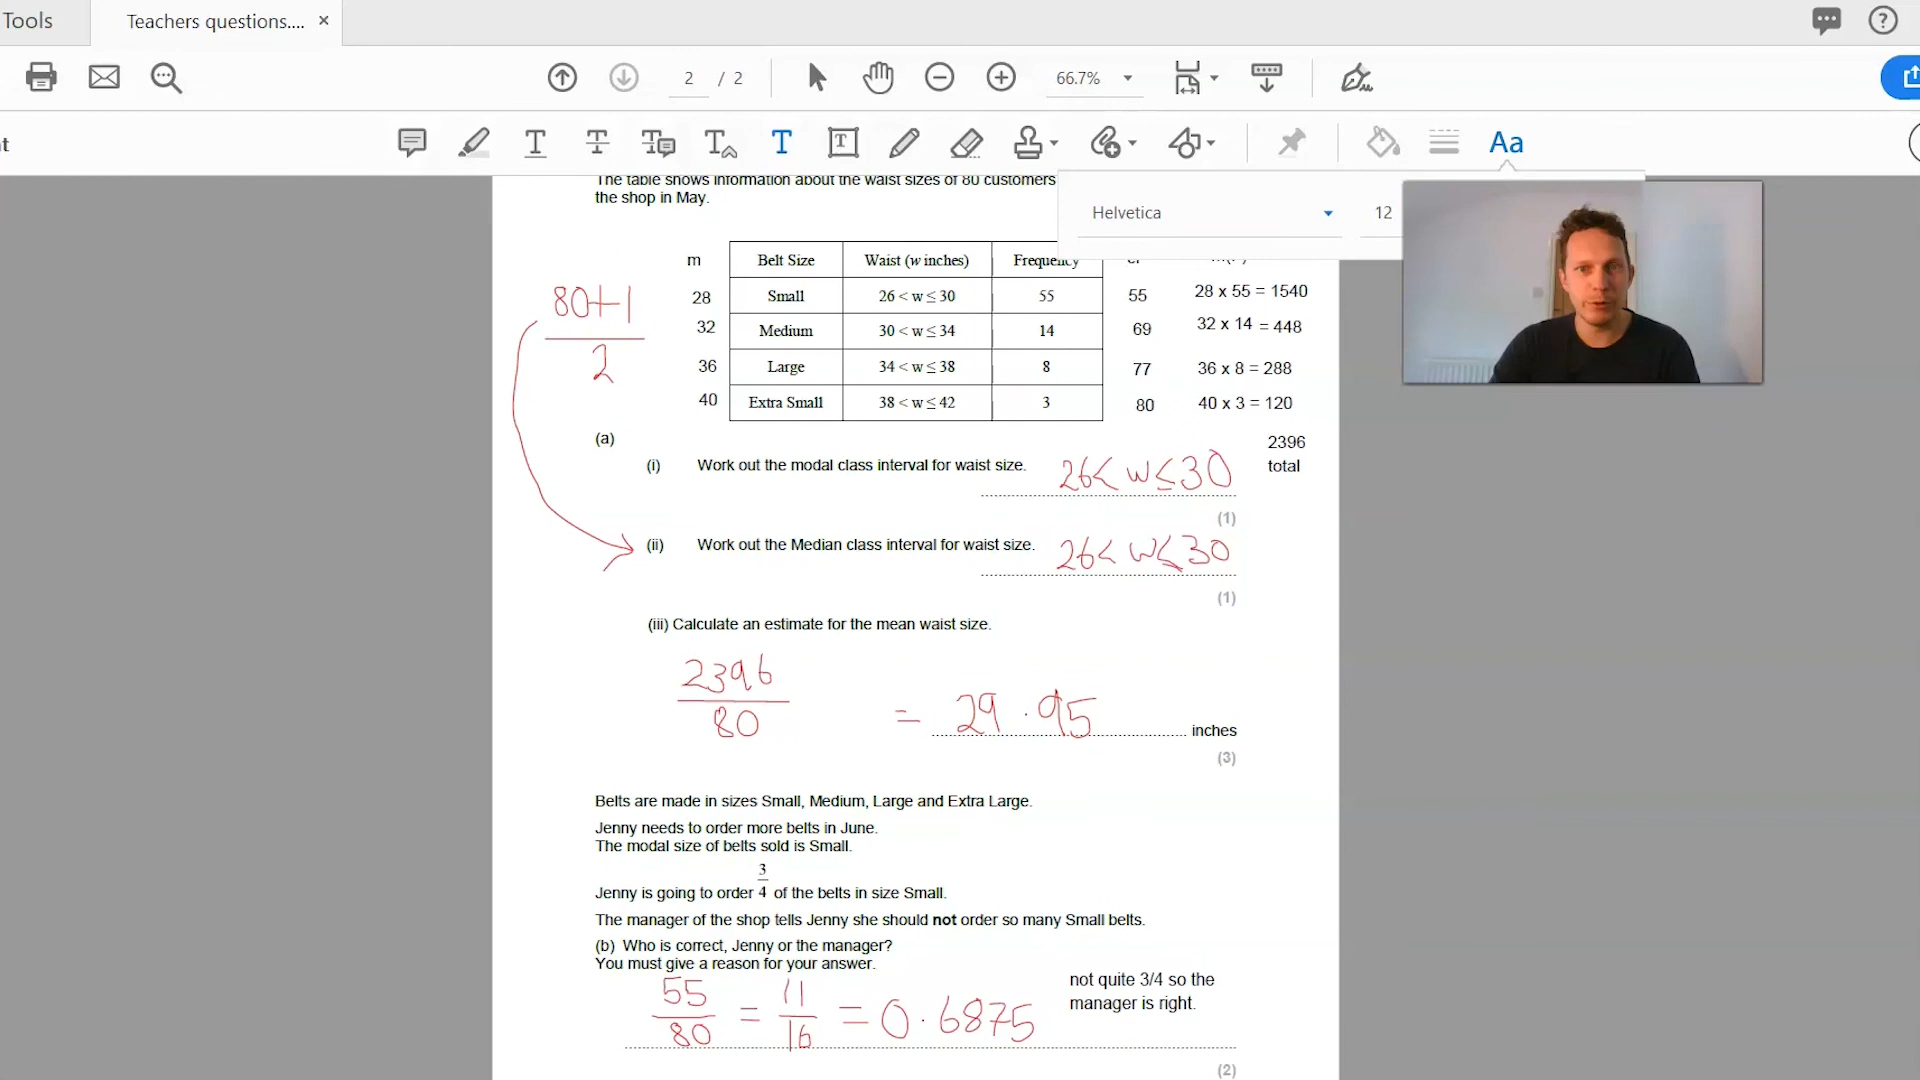 Tools
Teachers questions.... ×
2 / 2
66.7%
t
T T T T T T
Aa
Helvetica 12
The table shows information about the waist sizes of 80 customers
the shop in May.
m Belt Size Waist (w inches) Frequency
28 Small 26 < w ≤ 30 55 55 28 x 55 = 1540
32 Medium 30 < w ≤ 34 14 69 32 x 14 = 448
36 Large 34 < w ≤ 38 8 77 36 x 8 = 288
40 Extra Small 38 < w ≤ 42 3 80 40 x 3 = 120
80+1
2
(a)
2396
total
(i) Work out the modal class interval for waist size. 26< w ≤30
(1)
(ii) Work out the Median class interval for waist size. 26< w≤30
(1)
(iii) Calculate an estimate for the mean waist size.
2396
80
= 29.95 inches
(3)
Belts are made in sizes Small, Medium, Large and Extra Large.
Jenny needs to order more belts in June.
The modal size of belts sold is Small.
Jenny is going to order 3/4 of the belts in size Small.
The manager of the shop tells Jenny she should not order so many Small belts.
(b) Who is correct, Jenny or the manager?
You must give a reason for your answer.
55/80 = 11/16 = 0.6875
not quite 3/4 so the
manager is right.
(2)